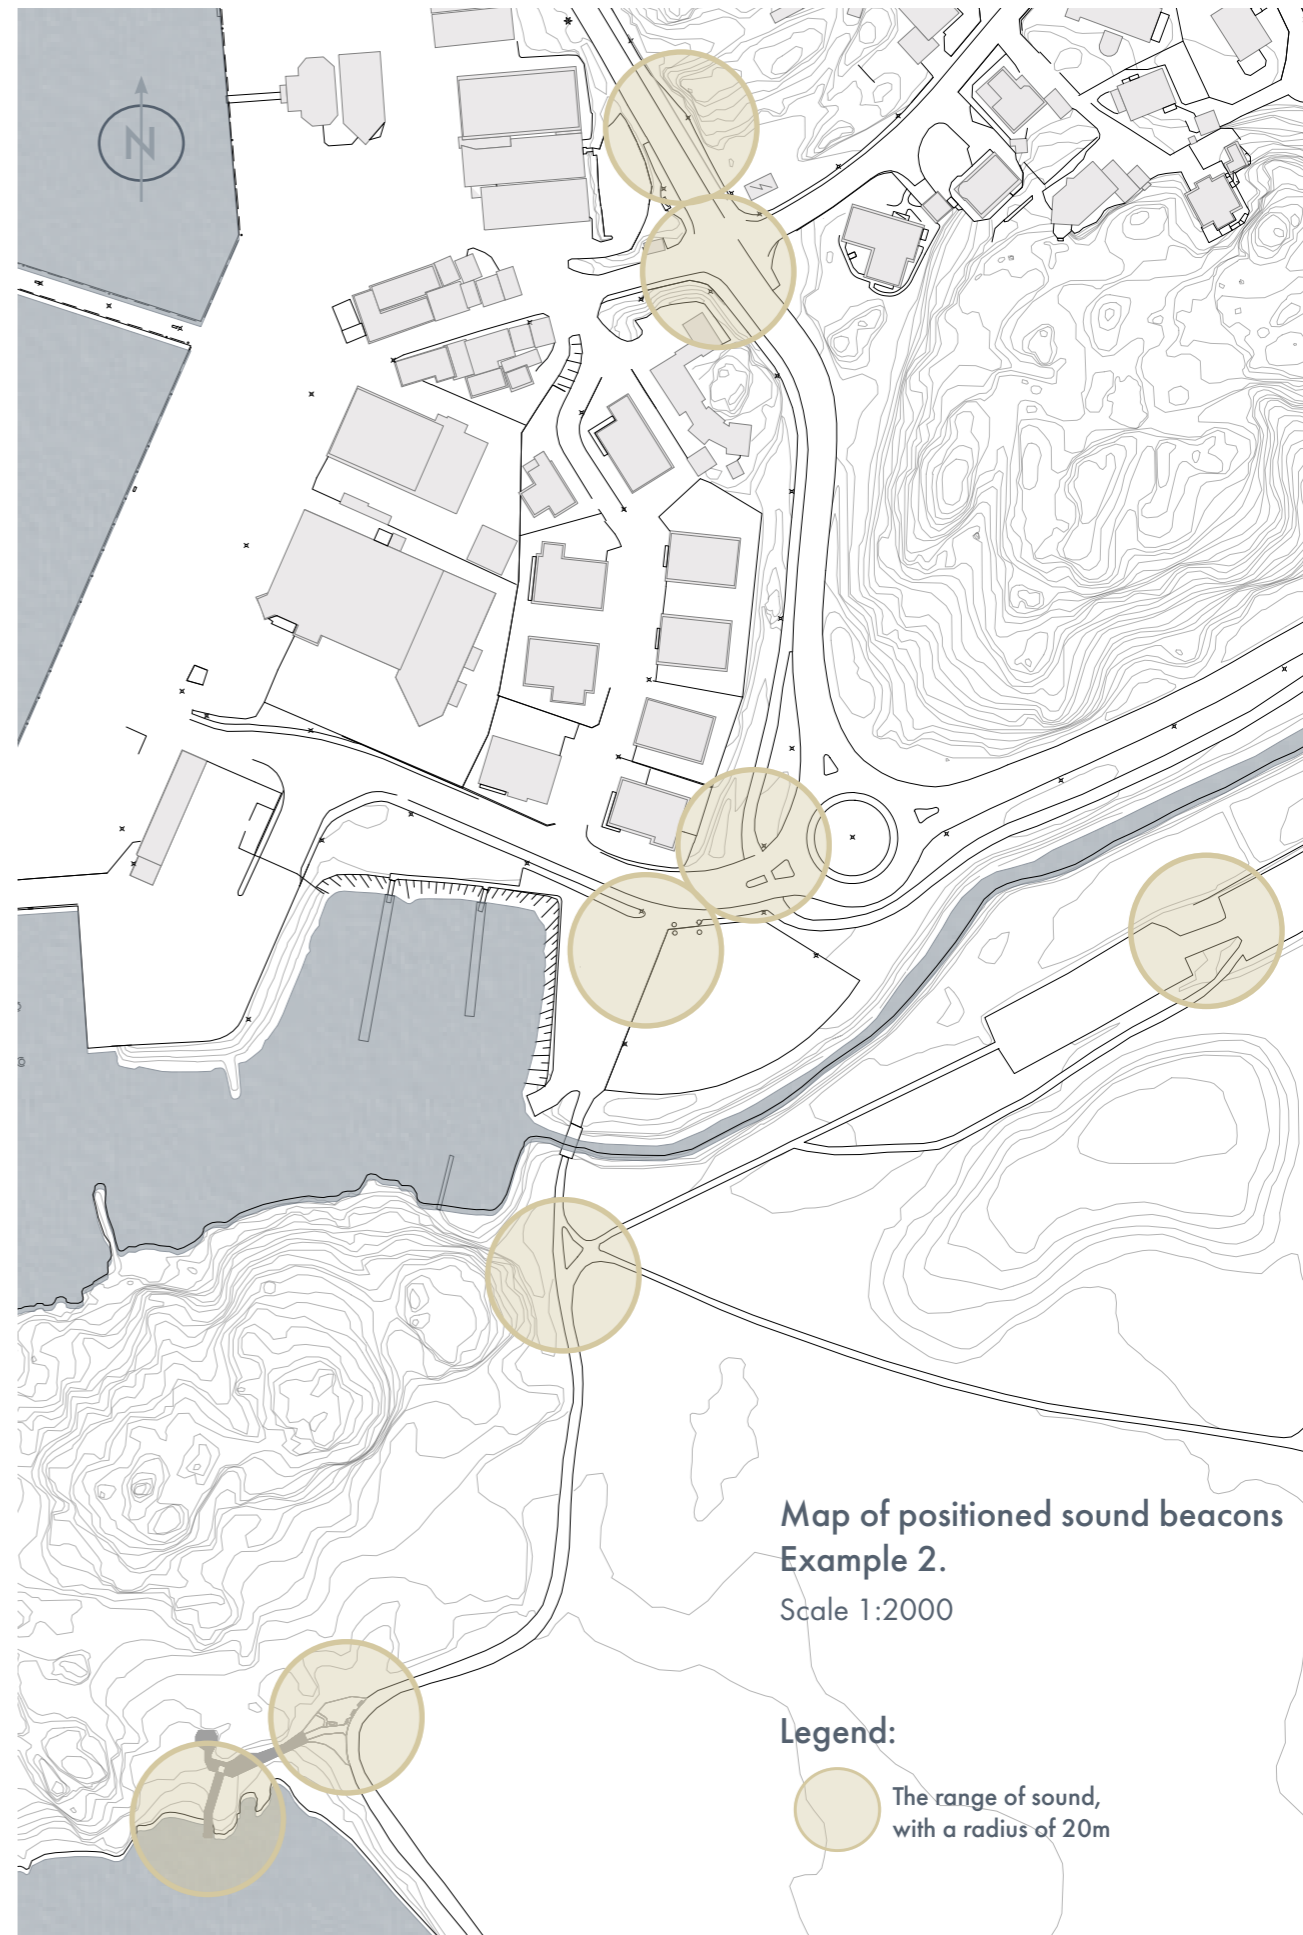 N
Map of positioned sound beacons
Example 2.
Scale 1:2000
Legend:
The range of sound,
with a radius of 20m